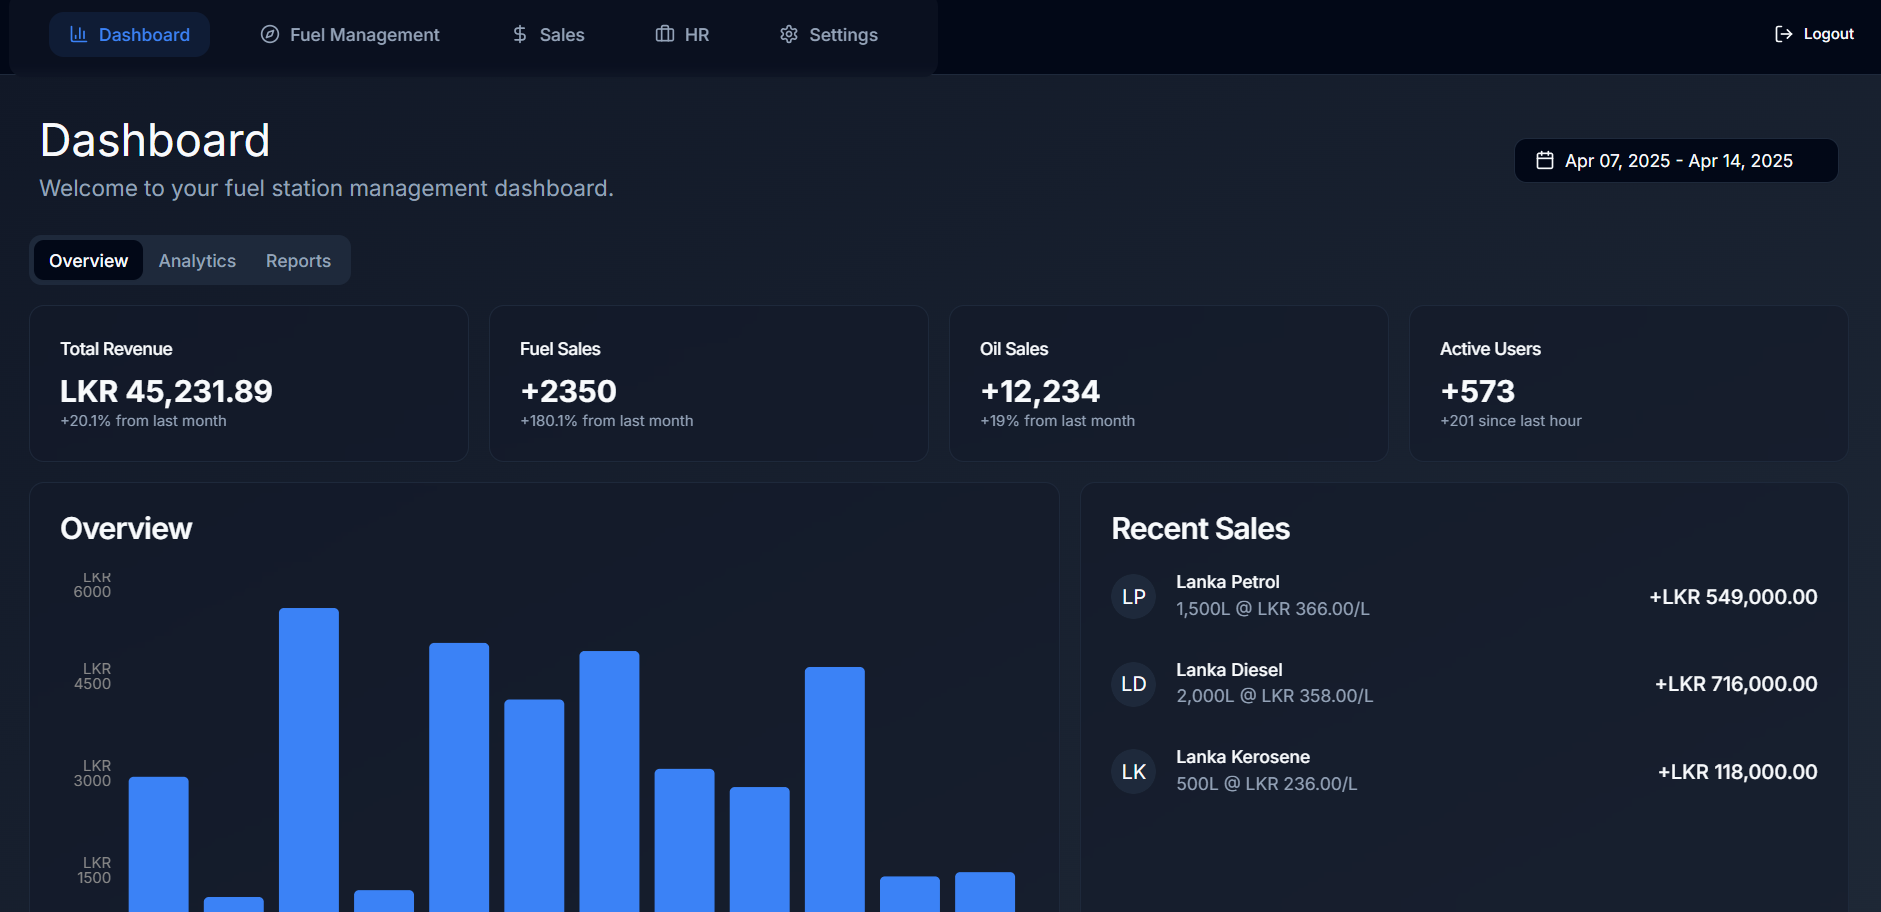 Dashboard
Fuel Management
Sales
HR
Settings
Logout
Dashboard
Welcome to your fuel station management dashboard.
Apr 07, 2025 - Apr 14, 2025
Overview
Analytics
Reports
Total Revenue
LKR 45,231.89
+20.1% from last month
Fuel Sales
+2350
+180.1% from last month
Oil Sales
+12,234
+19% from last month
Active Users
+573
+201 since last hour
Overview
LKR
6000
LKR
4500
LKR
3000
LKR
1500
Recent Sales
LP
Lanka Petrol
1,500L @ LKR 366.00/L
+LKR 549,000.00
LD
Lanka Diesel
2,000L @ LKR 358.00/L
+LKR 716,000.00
LK
Lanka Kerosene
500L @ LKR 236.00/L
+LKR 118,000.00